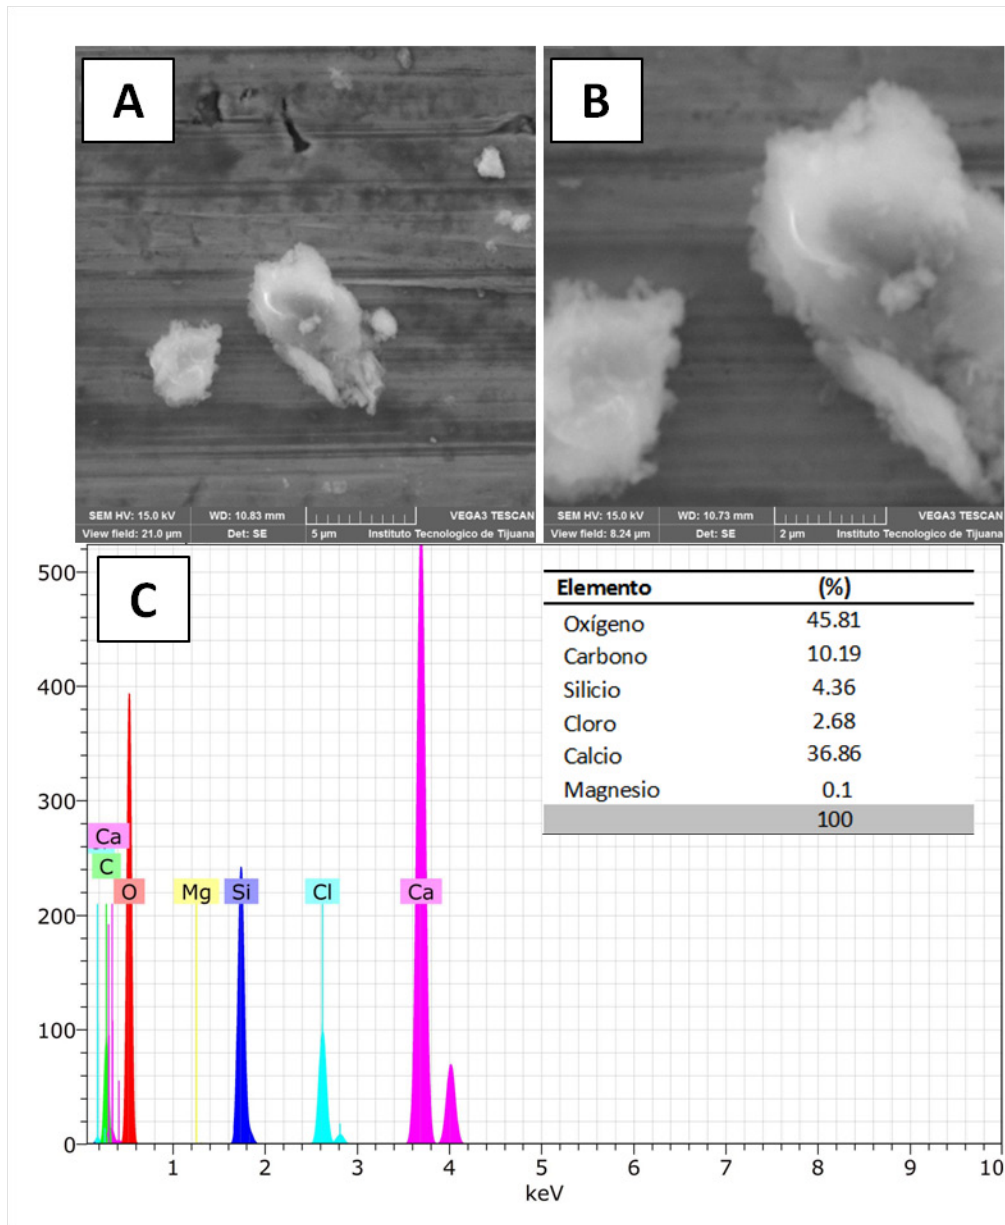 A
B
SEM HV: 15.0 kV WD: 10.83 mm VEGA3 TESCAN
View field: 21.0 µm Det: SE 5 µm Instituto Tecnologico de Tijuana
SEM HV: 15.0 kV WD: 10.73 mm VEGA3 TESCAN
View field: 8.24 µm Det: SE 2 µm Instituto Tecnologico de Tijuana
C
Elemento (%)
Oxígeno 45.81
Carbono 10.19
Silicio 4.36
Cloro 2.68
Calcio 36.86
Magnesio 0.1
100
500
400
300
200
100
0
Ca
C
O Mg Si Cl Ca
1 2 3 4 5 6 7 8 9 10
keV